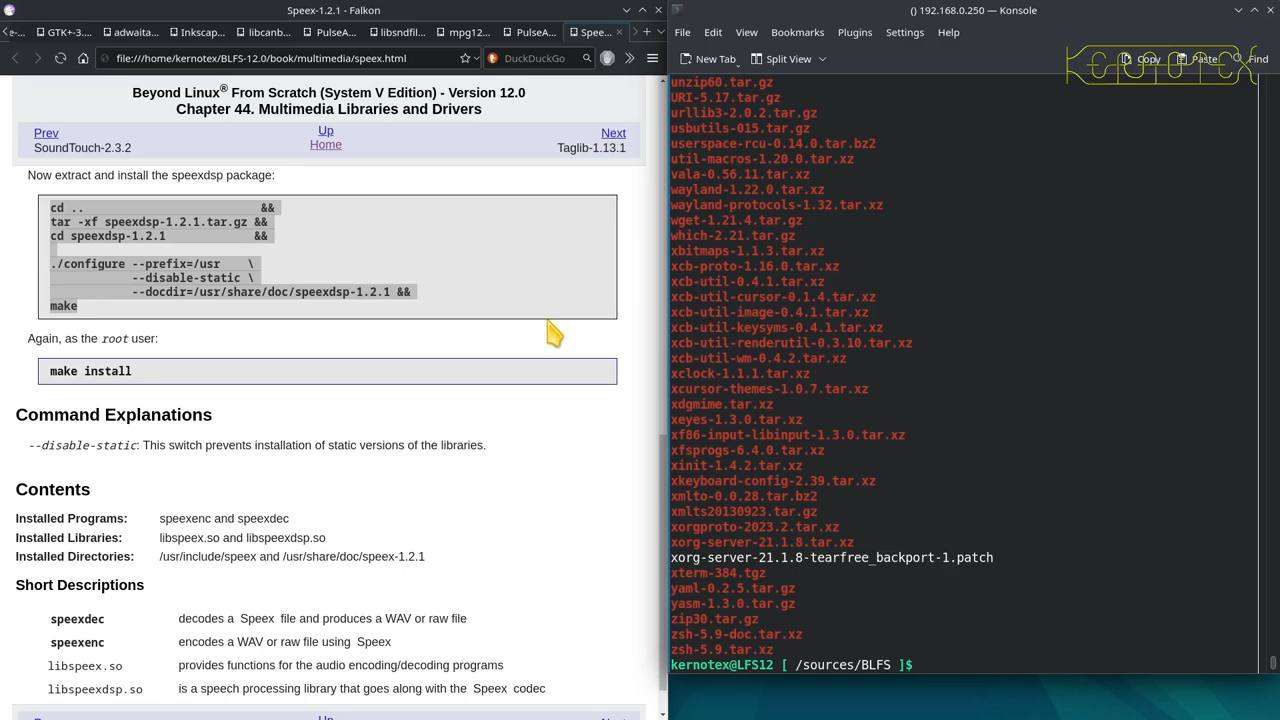 Speex-1.2.1 - Falkon
e-...
GTK+-3....
adwaita...
Inkscap...
libcanb...
PulseA...
libsndfil...
mpg12...
PulseA...
Spee...
file:///home/kernotex/BLFS-12.0/book/multimedia/speex.html
DuckDuckGo
Beyond Linux® From Scratch (System V Edition) - Version 12.0
Chapter 44. Multimedia Libraries and Drivers
Prev
Up
Next
SoundTouch-2.3.2
Home
Taglib-1.13.1
Now extract and install the speexdsp package:
cd .. &&
tar -xf speexdsp-1.2.1.tar.gz &&
cd speexdsp-1.2.1 &&
./configure --prefix=/usr \
--disable-static \
--docdir=/usr/share/doc/speexdsp-1.2.1 &&
make
Again, as the root user:
make install
Command Explanations
--disable-static: This switch prevents installation of static versions of the libraries.
Contents
Installed Programs: speexenc and speexdec
Installed Libraries: libspeex.so and libspeexdsp.so
Installed Directories: /usr/include/speex and /usr/share/doc/speex-1.2.1
Short Descriptions
speexdec decodes a Speex file and produces a WAV or raw file
speexenc encodes a WAV or raw file using Speex
libspeex.so provides functions for the audio encoding/decoding programs
libspeexdsp.so is a speech processing library that goes along with the Speex codec
Up
() 192.168.0.250 — Konsole
File Edit View Bookmarks Plugins Settings Help
New Tab Split View Copy Paste Find
KERNOTEX
unzip60.tar.gz
URI-5.17.tar.gz
urllib3-2.0.2.tar.gz
usbutils-015.tar.gz
userspace-rcu-0.14.0.tar.bz2
util-macros-1.20.0.tar.xz
vala-0.56.11.tar.xz
wayland-1.22.0.tar.xz
wayland-protocols-1.32.tar.xz
wget-1.21.4.tar.gz
which-2.21.tar.gz
xbitmaps-1.1.3.tar.xz
xcb-proto-1.16.0.tar.xz
xcb-util-0.4.1.tar.xz
xcb-util-cursor-0.1.4.tar.xz
xcb-util-image-0.4.1.tar.xz
xcb-util-keysyms-0.4.1.tar.xz
xcb-util-renderutil-0.3.10.tar.xz
xcb-util-wm-0.4.2.tar.xz
xclock-1.1.1.tar.xz
xcursor-themes-1.0.7.tar.xz
xdgmime.tar.xz
xeyes-1.3.0.tar.xz
xf86-input-libinput-1.3.0.tar.xz
xfsprogs-6.4.0.tar.xz
xinit-1.4.2.tar.xz
xkeyboard-config-2.39.tar.xz
xmlto-0.0.28.tar.bz2
xmlts20130923.tar.gz
xorgproto-2023.2.tar.xz
xorg-server-21.1.8.tar.xz
xorg-server-21.1.8-tearfree_backport-1.patch
xterm-384.tgz
yaml-0.2.5.tar.gz
yasm-1.3.0.tar.gz
zip30.tar.gz
zsh-5.9-doc.tar.xz
zsh-5.9.tar.xz
kernotex@LFS12 [ /sources/BLFS ]$